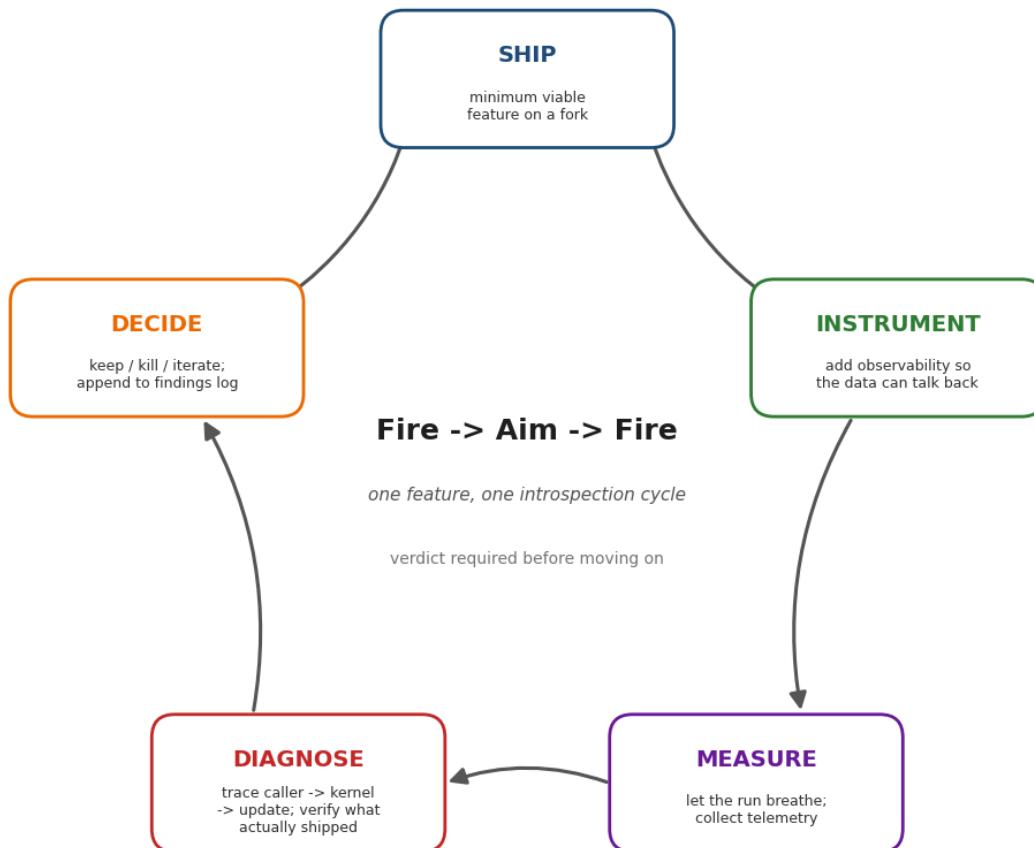 SHIP
minimum viable
feature on a fork
DECIDE
keep / kill / iterate;
append to findings log
INSTRUMENT
add observability so
the data can talk back
Fire -> Aim -> Fire
one feature, one introspection cycle
verdict required before moving on
DIAGNOSE
trace caller -> kernel
-> update; verify what
actually shipped
MEASURE
let the run breathe;
collect telemetry